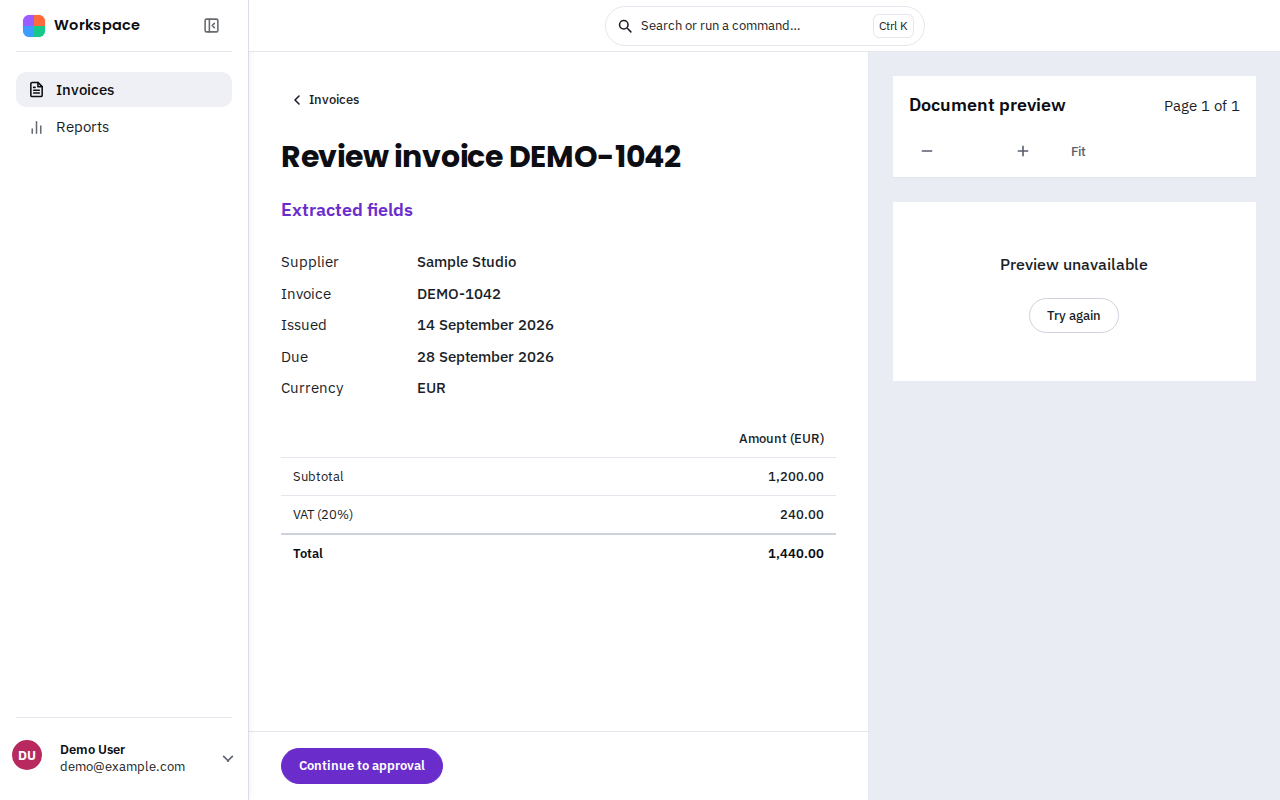 Workspace
Search or run a command...
Ctrl K
Invoices
Reports
Invoices
Review invoice DEMO-1042
Extracted fields
Supplier Sample Studio
Invoice DEMO-1042
Issued 14 September 2026
Due 28 September 2026
Currency EUR
Amount (EUR)
Subtotal 1,200.00
VAT (20%) 240.00
Total 1,440.00
Continue to approval
Document preview
Page 1 of 1
Fit
Preview unavailable
Try again
DU
Demo User
demo@example.com